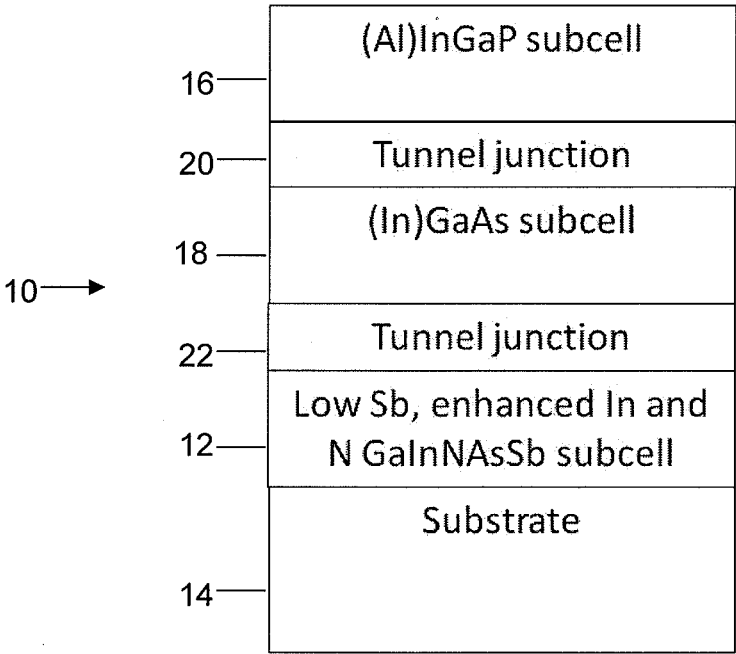 (Al)InGaP subcell
16
20
Tunnel junction
(In)GaAs subcell
18
10
Tunnel junction
22
Low Sb, enhanced In and
12
N GaInNAsSb subcell
Substrate
14